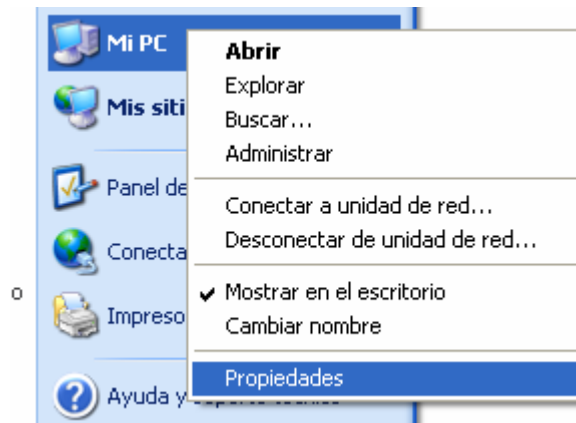 Mi PC
Abrir
Explorar
Mis siti
Buscar...
Administrar
Panel de
Conectar a unidad de red...
Conecta
Desconectar de unidad de red...
o
Mostrar en el escritorio
Impreso
Cambiar nombre
Propiedades
Ayuda y